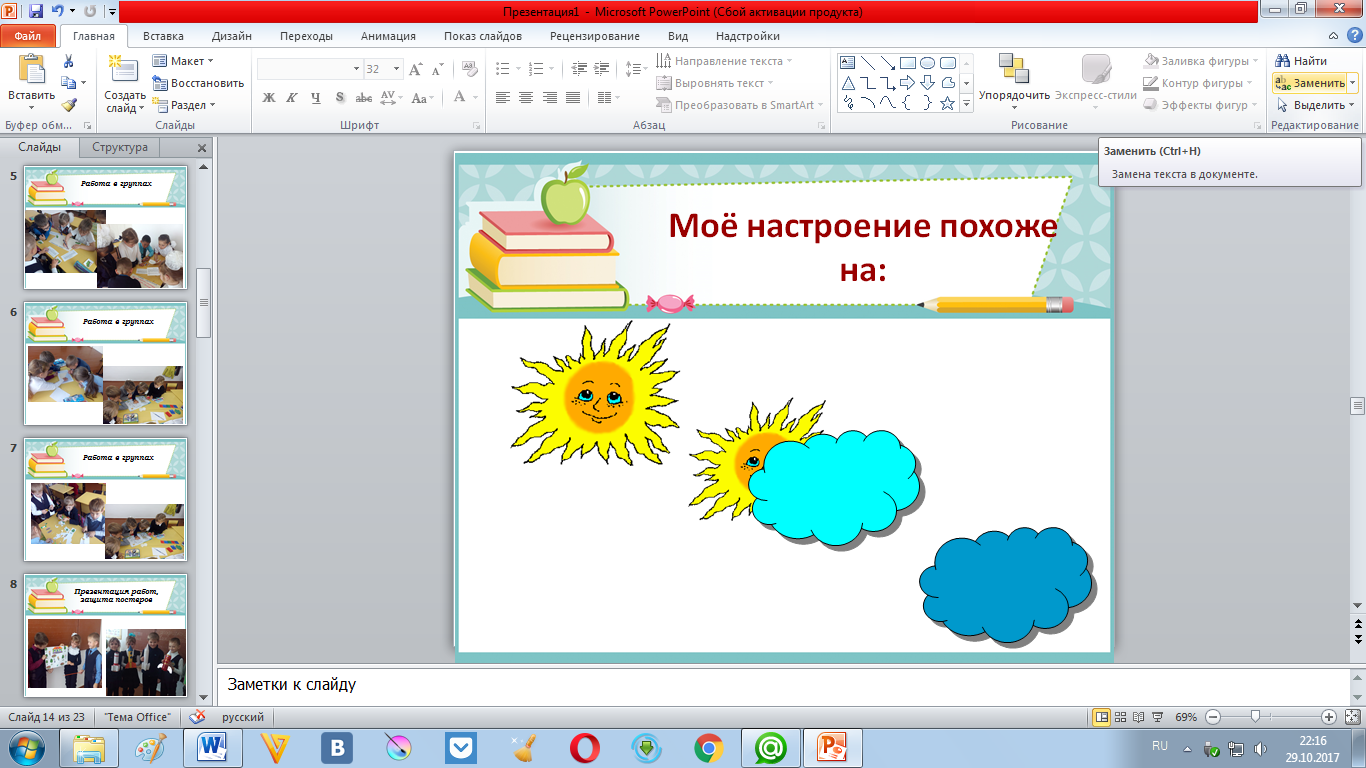 Презентация1 - Microsoft PowerPoint (Сбой активации продукта)
Файл Главная Вставка Дизайн Переходы Анимация Показ слайдов Рецензирование Вид Надстройки
Вставить
Буфер обм...
Создать слайд
Макет
Восстановить
Раздел
Слайды
32
Ж К Ч S abc AV Aa A
Шрифт
Направление текста
Выровнять текст
Преобразовать в SmartArt
Абзац
Упорядочить
Экспресс-стили
Заливка фигуры
Контур фигуры
Эффекты фигур
Рисование
Найти
Заменить
Выделить
Редактирование
Заменить (Ctrl+H)
Замена текста в документе.
Слайды Структура
5
Работа в группах
6
Работа в группах
7
Работа в группах
8
Презентация работ,
защита постеров
Моё настроение похоже
на:
Заметки к слайду
Слайд 14 из 23 "Тема Office" русский 69%
RU
22:16
29.10.2017